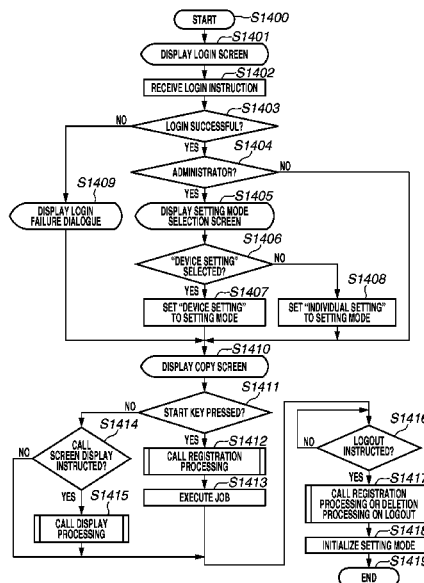 START
S1400
S1401
DISPLAY LOGIN SCREEN
S1402
RECEIVE LOGIN INSTRUCTION
S1403
LOGIN SUCCESSFUL?
NO
YES
S1404
ADMINISTRATOR?
NO
YES
S1409
DISPLAY LOGIN
FAILURE DIALOGUE
S1405
DISPLAY SETTING MODE
SELECTION SCREEN
S1406
"DEVICE SETTING"
SELECTED?
NO
YES
S1407
SET "DEVICE SETTING"
TO SETTING MODE
S1408
SET "INDIVIDUAL SETTING"
TO SETTING MODE
S1410
DISPLAY COPY SCREEN
S1411
START KEY PRESSED?
NO
YES
S1414
CALL
SCREEN DISPLAY
INSTRUCTED?
NO
YES
S1412
CALL REGISTRATION
PROCESSING
S1413
EXECUTE JOB
S1415
CALL DISPLAY
PROCESSING
S1416
LOGOUT
INSTRUCTED?
NO
YES
S1417
CALL REGISTRATION
PROCESSING OR DELETION
PROCESSING ON LOGOUT
S1418
INITIALIZE SETTING MODE
S1419
END